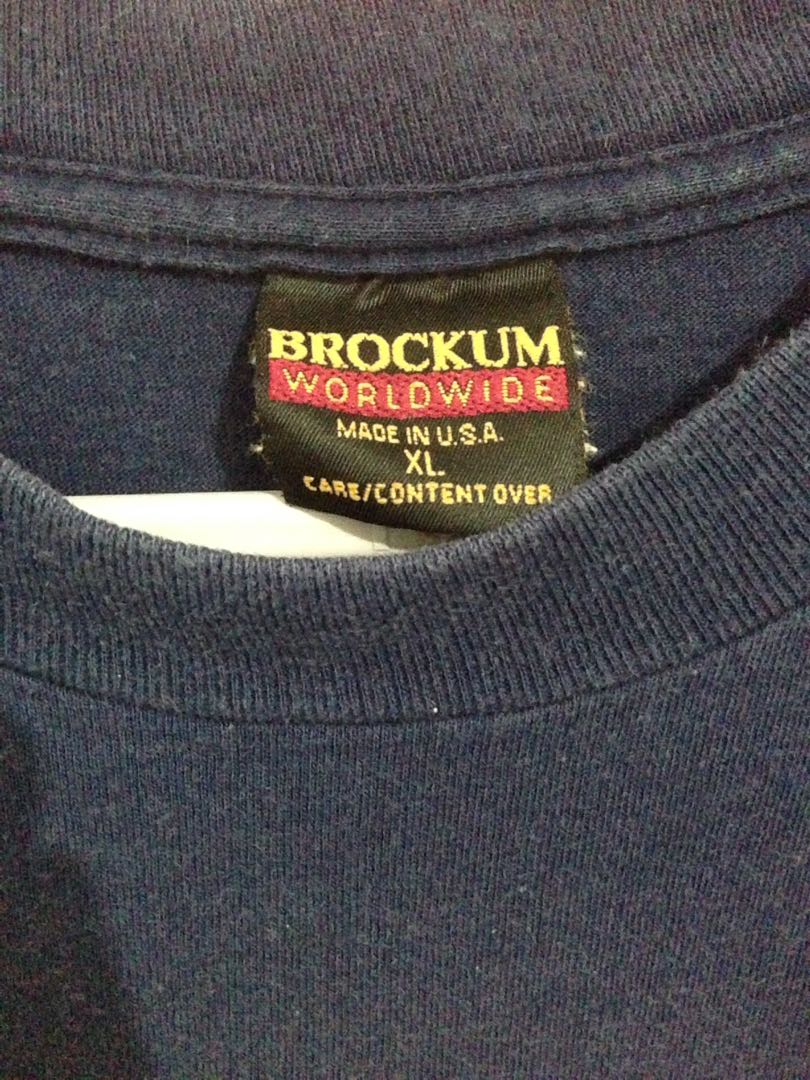 BROCKUM
WORLDWIDE
MADE IN U.S.A.
XL
CARE/CONTENT OVER